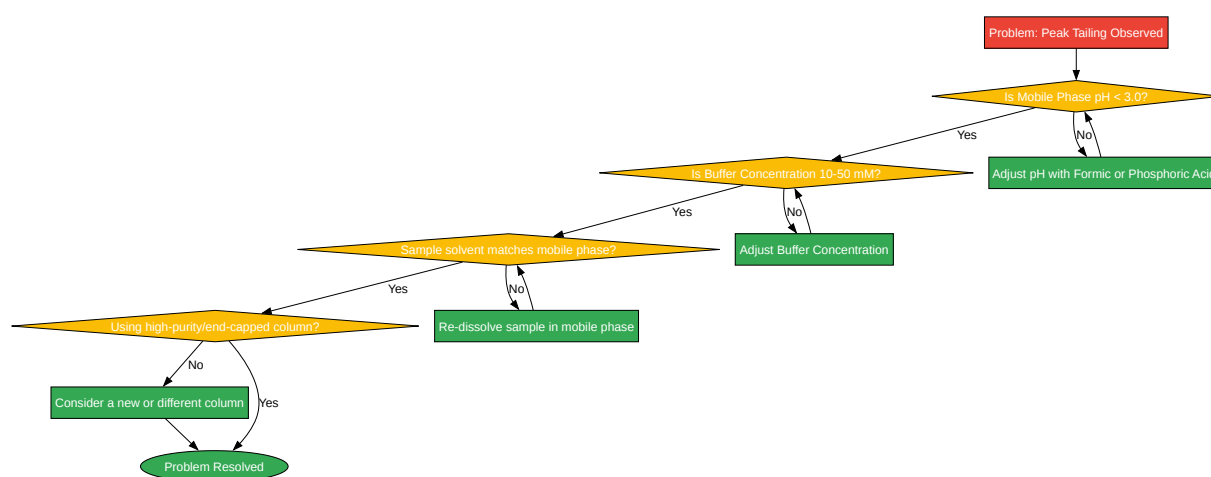 Problem: Peak Tailing Observed
Is Mobile Phase pH < 3.0?
Yes
No
Adjust pH with Formic or Phosphoric Acid
Is Buffer Concentration 10-50 mM?
Yes
No
Adjust Buffer Concentration
Sample solvent matches mobile phase?
Yes
No
Re-dissolve sample in mobile phase
Using high-purity/end-capped column?
No
Yes
Consider a new or different column
Problem Resolved